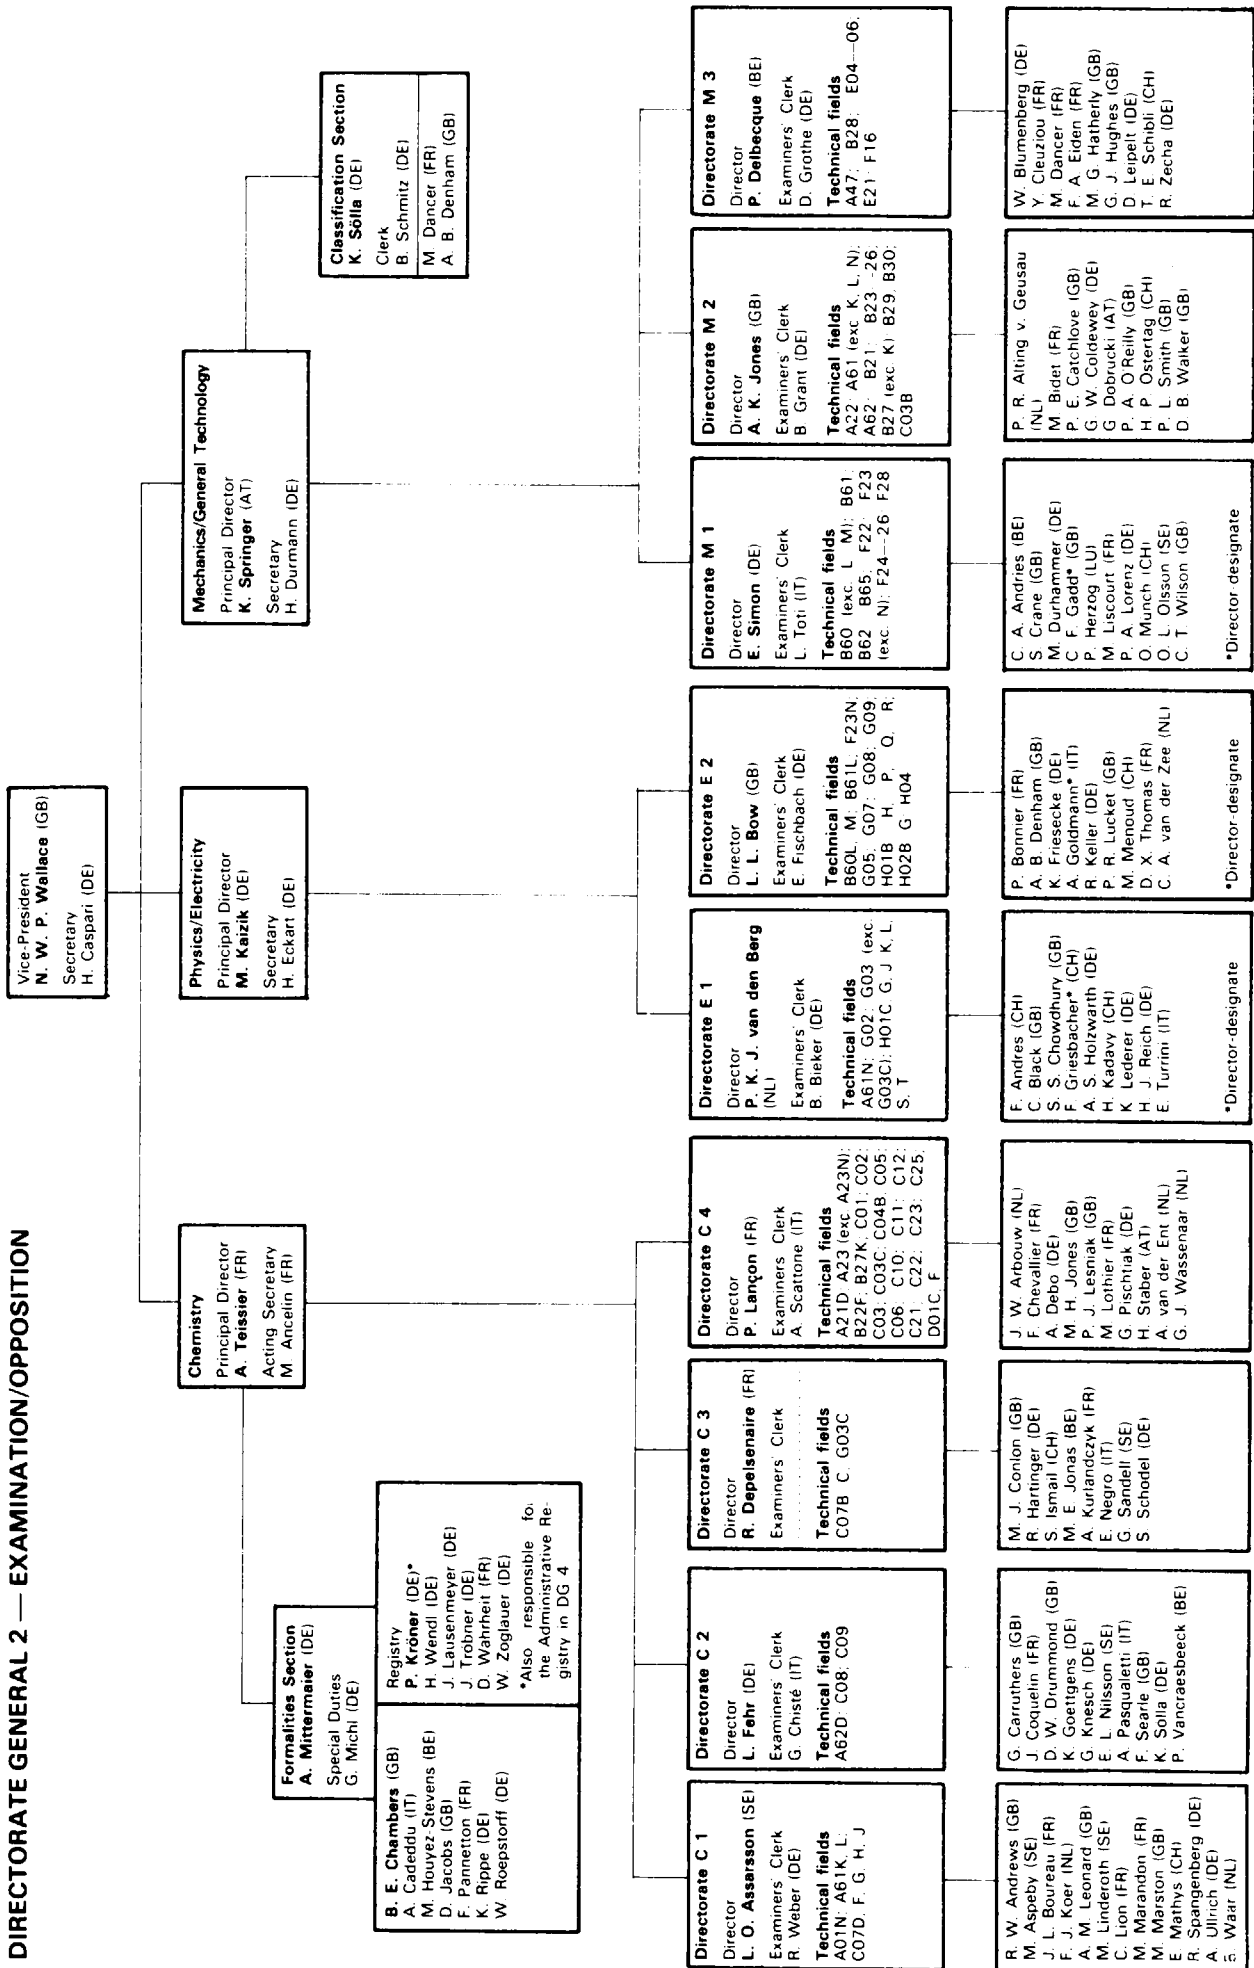 DIRECTORATE GENERAL 2 — EXAMINATION/OPPOSITION
Vice-President
N. W. P. Wallace (GB)
Secretary
H. Caspari (DE)
Chemistry
Principal Director
A. Teissier (FR)
Acting Secretary
M. Ancelin (FR)
Physics/Electricity
Principal Director
M. Kaizik (DE)
Secretary
H. Eckart (DE)
Mechanics/General Technology
Principal Director
K. Springer (AT)
Secretary
H. Durmann (DE)
Formalities Section
A. Mittermaier (DE)
Special Duties
G. Michl (DE)
Classification Section
K. Sölla (DE)
Clerk
B. Schmitz (DE)
M. Dancer (FR)
A. B. Denham (GB)
B. E. Chambers (GB)
A. Cadeddu (IT)
M. Houyez-Stevens (BE)
D. Jacobs (GB)
F. Pannetton (FR)
K. Rippe (DE)
W. Roepstorff (DE)
Registry
P. Kröner (DE)*
H. Wendl (DE)
J. Lausenmeyer (DE)
J. Trobner (DE)
D. Wahrheit (FR)
W. Zoglauer (DE)
*Also responsible for
the Administrative Re-
gistry in DG 4
Directorate C 1
Director
L. O. Assarsson (SE)
Examiners' Clerk
R. Weber (DE)
Technical fields
A01N; A61K, L;
C07D, F, G, H, J
Directorate C 2
Director
L. Fehr (DE)
Examiners' Clerk
G. Chisté (IT)
Technical fields
A62D; C08; C09
Directorate C 3
Director
R. Depelsenaire (FR)
Examiners' Clerk
..............
Technical fields
C07B C, G03C
Directorate C 4
Director
P. Lançon (FR)
Examiners Clerk
A. Scattone (IT)
Technical fields
A21D A23 (exc A23N);
B22F; B27K; C01; C02;
C03; C03C; C04B C05;
C06; C10; C11; C12;
C21; C22; C23; C25;
D01C, F
Directorate E 1
Director
P. K. J. van den Berg
(NL)
Examiners' Clerk
B. Bieker (DE)
Technical fields
A61N; G02; G03 (exc.
G03C); H01C, G, J K, L,
S, T
Directorate E 2
Director
L. L. Bow (GB)
Examiners' Clerk
E. Fischbach (DE)
Technical fields
B60L, M; B61L; F23N;
G05; G07; G08; G09;
H01B H, P, Q, R;
H02B G H04
Directorate M 1
Director
E. Simon (DE)
Examiners' Clerk
L. Toti (IT)
Technical fields
B60 (exc. L M); B61;
B62 B65; F22; F23
(exc. N); F24—26 F28
Directorate M 2
Director
A. K. Jones (GB)
Examiners' Clerk
B. Grant (DE)
Technical fields
A22; A61 (exc K, L, N);
A62; B21; B23 -26;
B27 (exc. K) B29, B30;
C03B
Directorate M 3
Director
P. Delbecque (BE)
Examiners' Clerk
D. Grothe (DE)
Technical fields
A47; B28; E04—06,
E21; F16
R. W. Andrews (GB)
M. Aspeby (SE)
J. L. Boureau (FR)
F. J. Koer (NL)
A. M. Leonard (GB)
M. Linderoth (SE)
C. Lion (FR)
M. Marandon (FR)
M. Marston (GB)
E. Mathys (CH)
R. Spangenberg (DE)
A. Ullrich (DE)
S. Waar (NL)
G. Carruthers (GB)
J. Coquelin (FR)
D. W. Drummond (GB)
K. Goettgens (DE)
G. Knesch (DE)
E. L. Nilsson (SE)
A. Pasqualetti (IT)
F. Searle (GB)
K. Solla (DE)
P. Vancraesbeeck (BE)
M. J. Conlon (GB)
R. Hartinger (DE)
S. Ismail (CH)
M. E. Jonas (BE)
A. Kurlandczyk (FR)
E. Negro (IT)
G. Sandell (SE)
S. Schodel (DE)
J. W. Arbouw (NL)
F. Chevallier (FR)
A. Debo (DE)
M. H. Jones (GB)
P. J. Lesniak (GB)
M. Lothier (FR)
G. Pischtiak (DE)
H. Staber (AT)
A. van der Ent (NL)
G. J. Wassenaar (NL)
F. Andres (CH)
C. Black (GB)
S. S. Chowdhury (GB)
F. Griesbacher* (CH)
A. S. Holzwarth (DE)
H. Kadavy (CH)
K Lederer (DE)
H. J. Reich (DE)
E. Turrini (IT)
*Director-designate
P. Bonnier (FR)
A. B. Denham (GB)
K. Friesecke (DE)
A. Goldmann* (IT)
R. Keller (DE)
P. R. Lucket (GB)
M. Menoud (CH)
D. X. Thomas (FR)
C. A. van der Zee (NL)
*Director-designate
C. A. Andries (BE)
S. Crane (GB)
M. Durhammer (DE)
C F. Gadd* (GB)
P. Herzog (LU)
M. Liscourt (FR)
P. A. Lorenz (DE)
O. Munch (CH)
O. L. Olssun (SE)
C. T. Wilson (GB)
*Director-designate
P. R. Alting v. Geusau
(NL)
M. Bidet (FR)
P. E. Catchlove (GB)
G. W. Coldewey (DE)
G Dobrucki (AT)
P. A. O'Reilly (GB)
H. P. Ostertag (CH)
P. L. Smith (GB)
D. B. Walker (GB)
W. Blumenberg (DE)
Y. Cleuziou (FR)
M. Dancer (FR)
F. A Eiden (FR)
M. G. Hatherly (GB)
G. J. Hughes (GB)
D. Leipelt (DE)
T. E. Schibli (CH)
R. Zecha (DE)